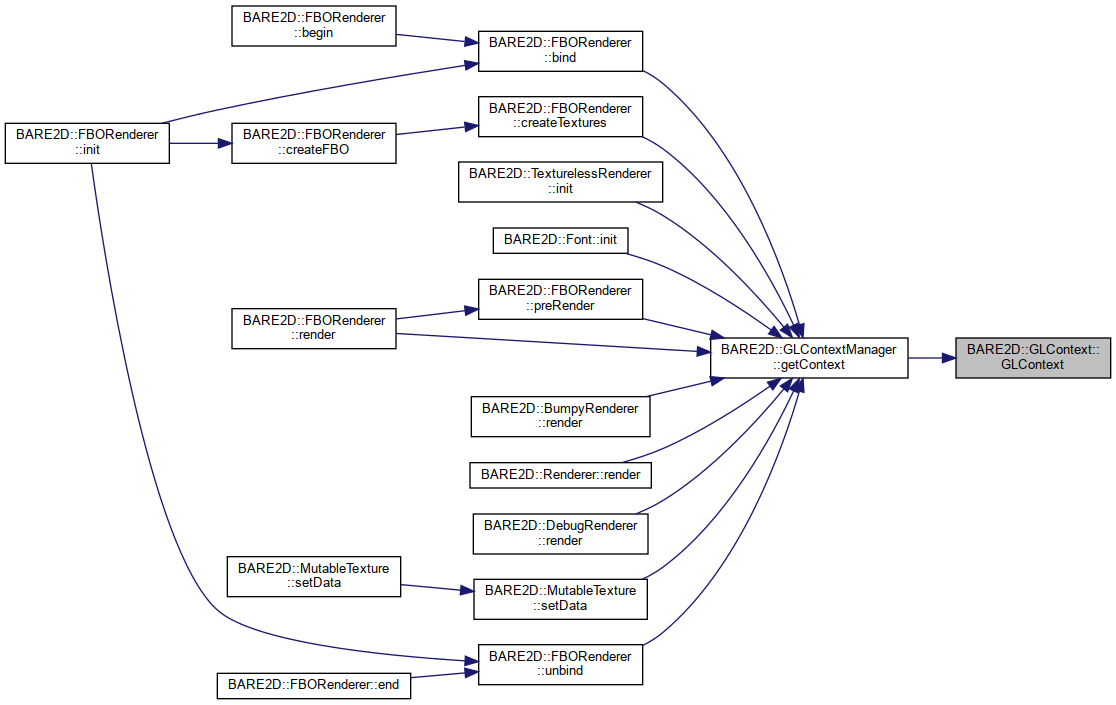 BARE2D::FBORenderer
::begin
BARE2D::FBORenderer
::bind
BARE2D::FBORenderer
::createTextures
BARE2D::FBORenderer
::init
BARE2D::FBORenderer
::createFBO
BARE2D::TexturelessRenderer
::init
BARE2D::Font::init
BARE2D::FBORenderer
::preRender
BARE2D::FBORenderer
::render
BARE2D::GLContextManager
::getContext
BARE2D::GLContext::
GLContext
BARE2D::BumpyRenderer
::render
BARE2D::Renderer::render
BARE2D::DebugRenderer
::render
BARE2D::MutableTexture
::setData
BARE2D::MutableTexture
::setData
BARE2D::FBORenderer
::unbind
BARE2D::FBORenderer::end